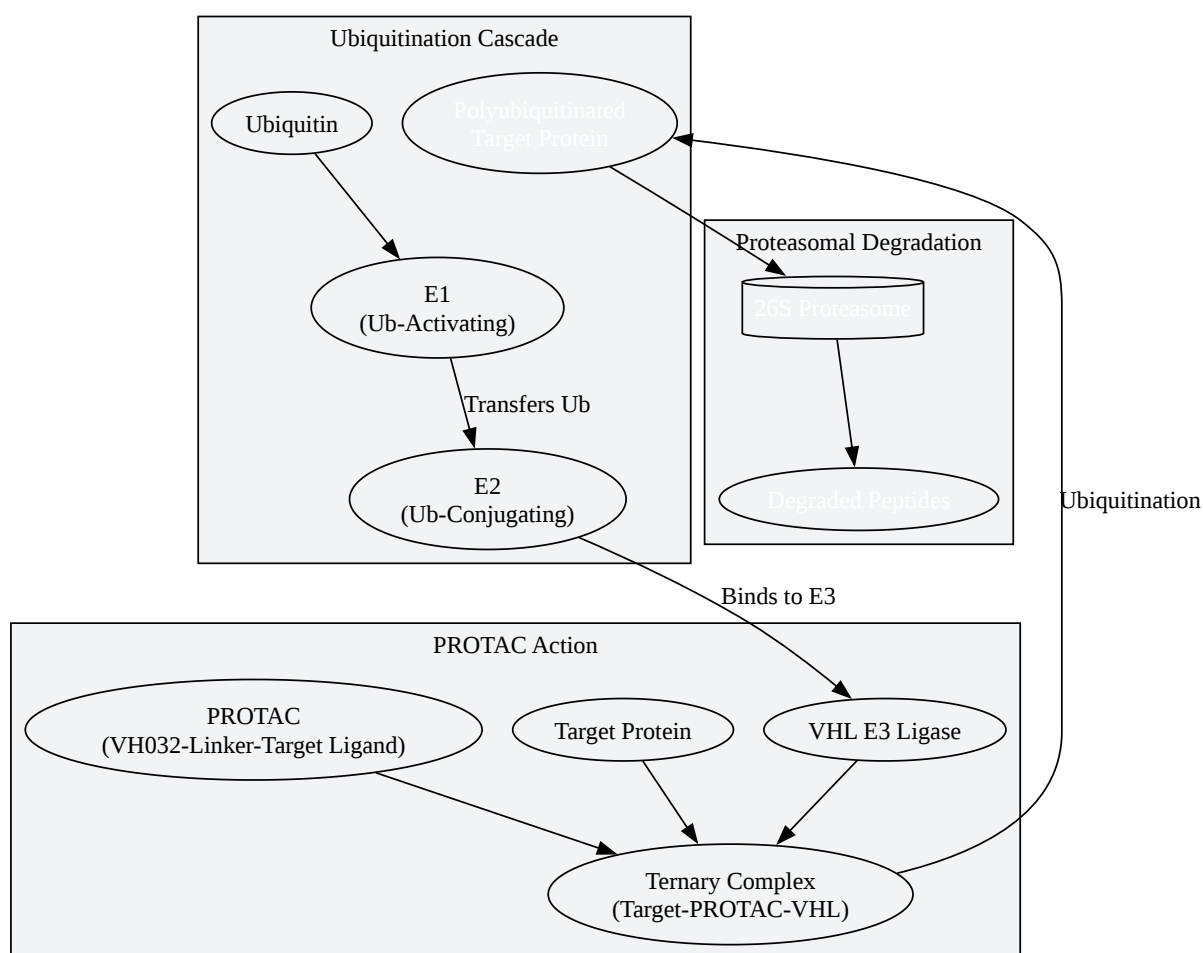 Ubiquitination Cascade
Ubiquitin
Polyubiquitinated
Target Protein
Proteasomal Degradation
26S Proteasome
E1
(Ub-Activating)
Transfers Ub
E2
(Ub-Conjugating)
Degraded Peptides
Ubiquitination
Binds to E3
PROTAC Action
PROTAC
(VH032-Linker-Target Ligand)
Target Protein
VHL E3 Ligase
Ternary Complex
(Target-PROTAC-VHL)